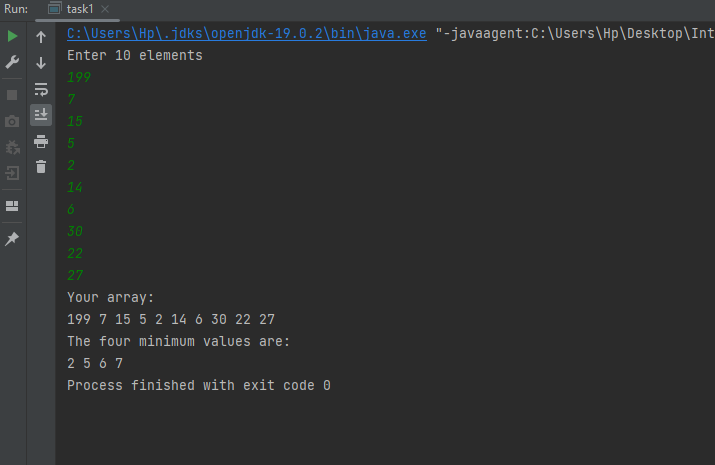 Run: task1
C:\Users\Hp\.jdks\openjdk-19.0.2\bin\java.exe "-javaagent:C:\Users\Hp\Desktop\Int
Enter 10 elements
199
7
15
5
2
14
6
30
22
27
Your array:
199 7 15 5 2 14 6 30 22 27
The four minimum values are:
2 5 6 7
Process finished with exit code 0